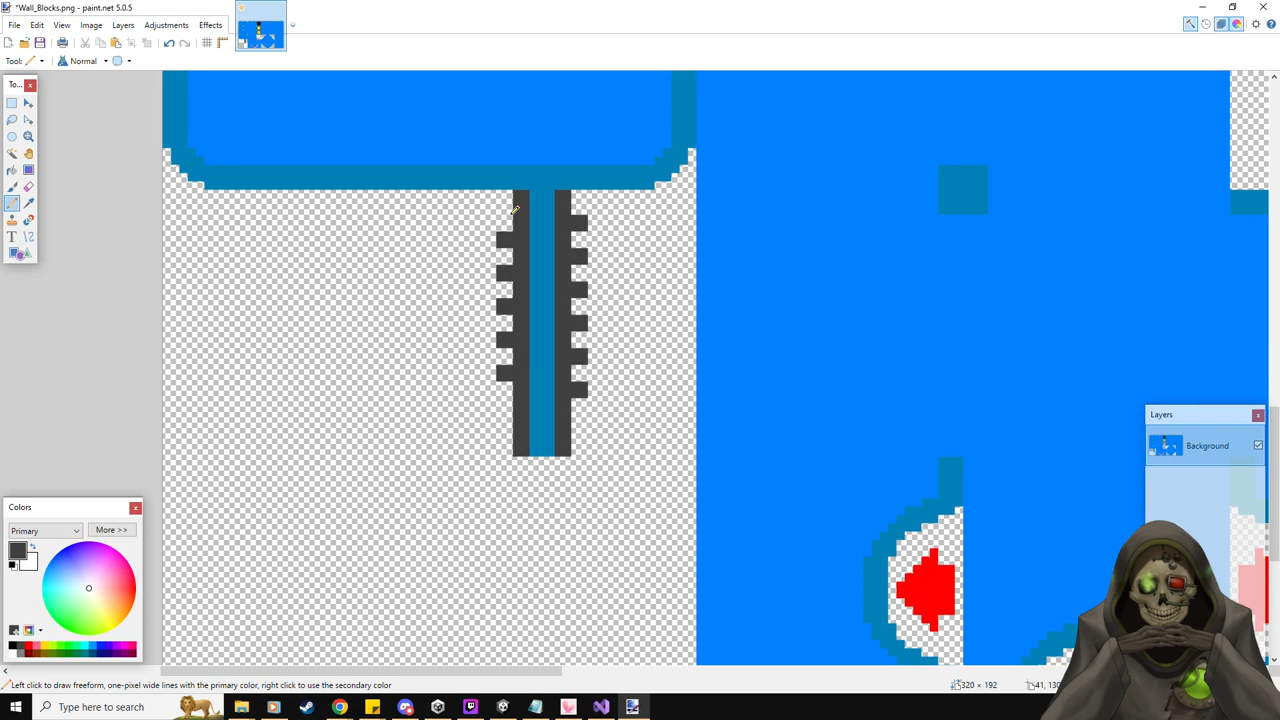 *Wall_Blocks.png - paint.net 5.0.5
File Edit View Image Layers Adjustments Effects
Tool: Normal
To...
Layers
Background
Colors
Primary
More >>
Left click to draw freeform, one-pixel wide lines with the primary color, right click to use the secondary color
320 × 192
41, 130
Type here to search